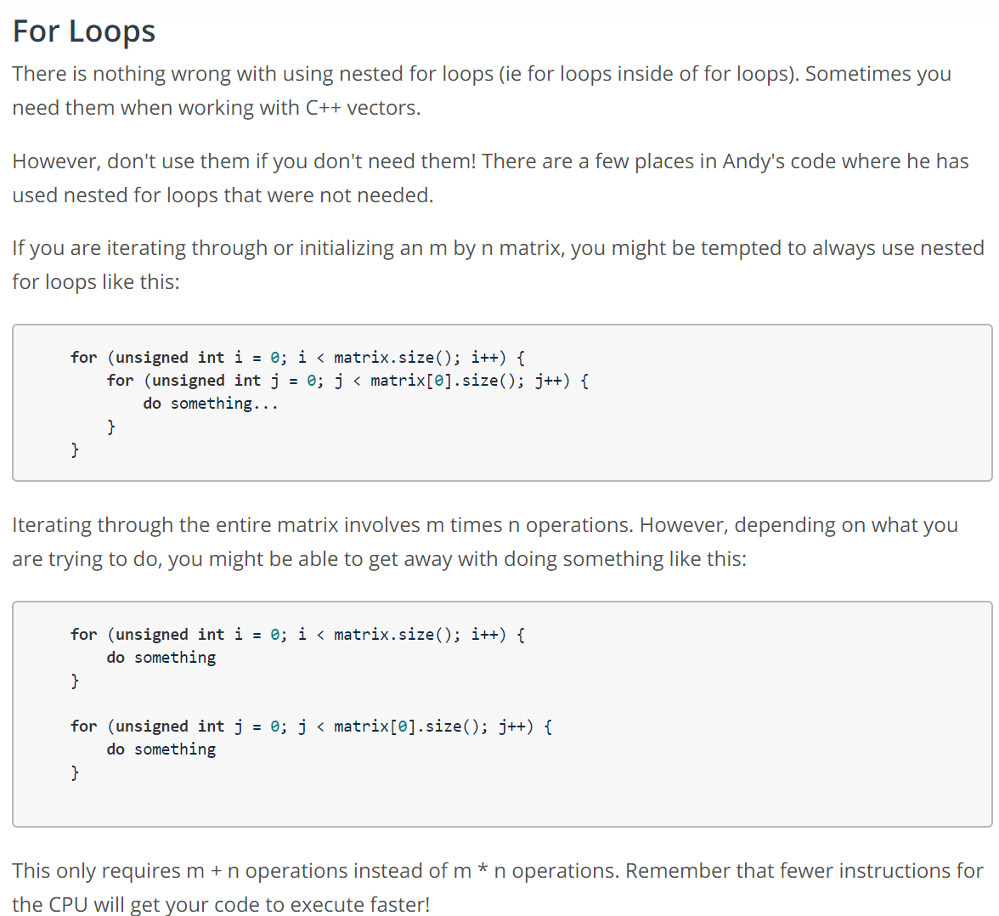 For Loops
There is nothing wrong with using nested for loops (ie for loops inside of for loops). Sometimes you
need them when working with C++ vectors.
However, don't use them if you don't need them! There are a few places in Andy's code where he has
used nested for loops that were not needed.
If you are iterating through or initializing an m by n matrix, you might be tempted to always use nested
for loops like this:
for (unsigned int i = 0; i < matrix.size(); i++) {
    for (unsigned int j = 0; j < matrix[0].size(); j++) {
        do something...
    }
}
Iterating through the entire matrix involves m times n operations. However, depending on what you
are trying to do, you might be able to get away with doing something like this:
for (unsigned int i = 0; i < matrix.size(); i++) {
    do something
}
for (unsigned int j = 0; j < matrix[0].size(); j++) {
    do something
}
This only requires m + n operations instead of m * n operations. Remember that fewer instructions for
the CPU will get your code to execute faster!